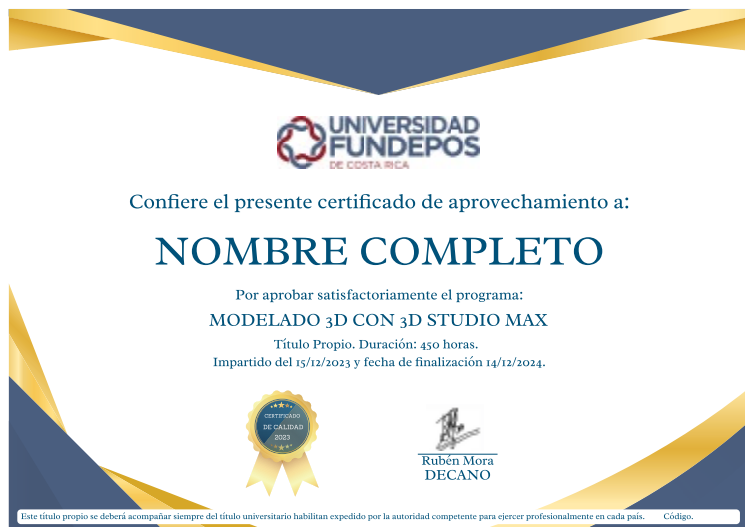 UNIVERSIDAD
FUNDEPOS
DE COSTA RICA
Confiere el presente certificado de aprovechamiento a:
NOMBRE COMPLETO
Por aprobar satisfactoriamente el programa:
MODELADO 3D CON 3D STUDIO MAX
Título Propio. Duración: 450 horas.
Impartido del 15/12/2023 y fecha de finalización 14/12/2024.
CERTIFICADO
DE CALIDAD
2023
Rubén Mora
DECANO
Este título propio se deberá acompañar siempre del título universitario habilitan expedido por la autoridad competente para ejercer profesionalmente en cada país. Código.